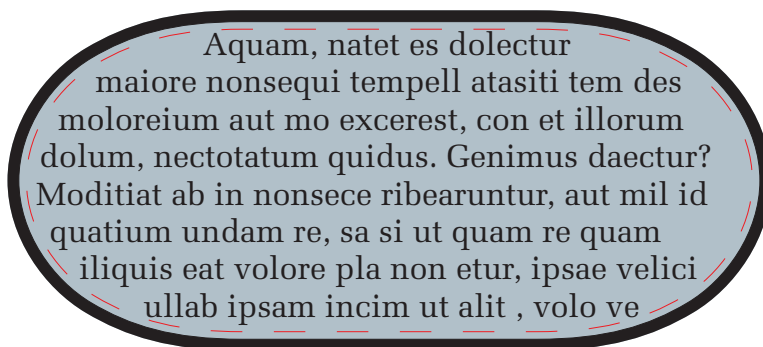 Aquam, natet es dolectur
maiore nonsequi tempell atasiti tem des
moloreium aut mo excerest, con et illorum
dolum, nectotatum quidus. Genimus daectur?
Moditiat ab in nonsece ribearuntur, aut mil id
quatium undam re, sa si ut quam re quam
iliquis eat volore pla non etur, ipsae velici
ullab ipsam incim ut alit , volo ve